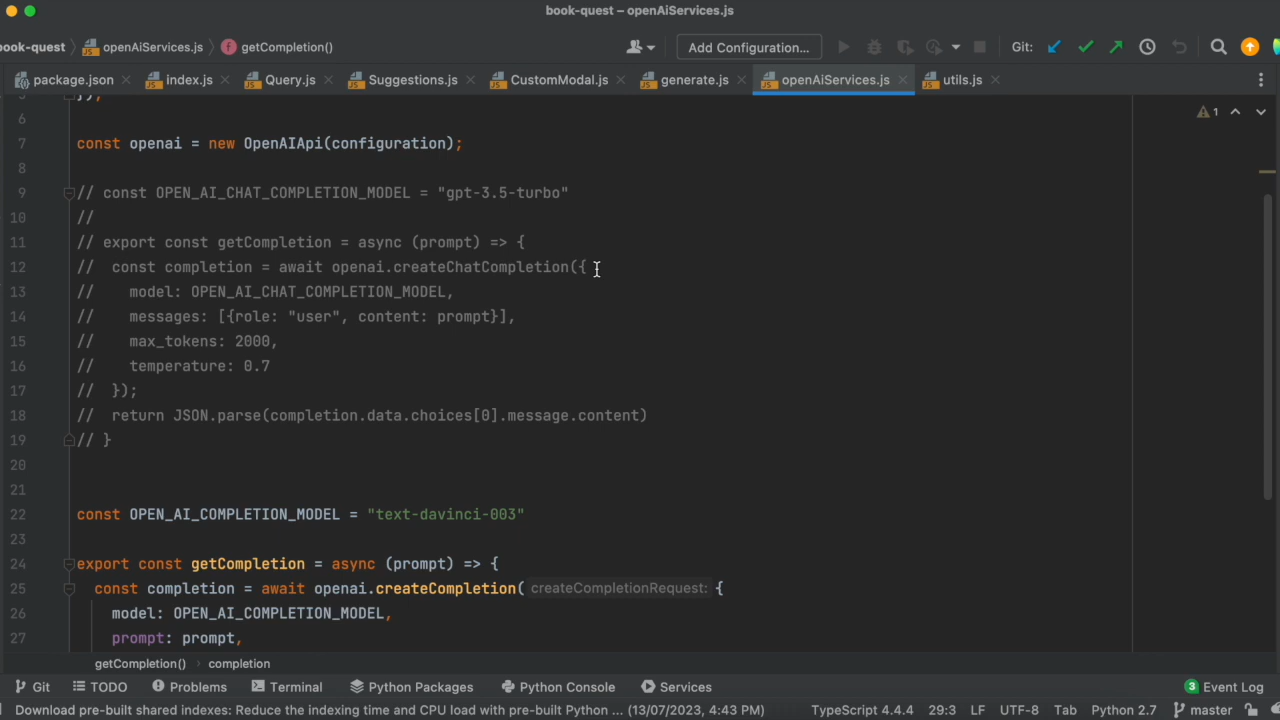 book-quest – openAiServices.js
book-quest openAiServices.js getCompletion()
Add Configuration... Git:
package.json index.js Query.js Suggestions.js CustomModal.js generate.js openAiServices.js utils.js
});
1
6
7 const openai = new OpenAIApi(configuration);
8
9 // const OPEN_AI_CHAT_COMPLETION_MODEL = "gpt-3.5-turbo"
10 //
11 // export const getCompletion = async (prompt) => {
12 //   const completion = await openai.createChatCompletion({
13 //     model: OPEN_AI_CHAT_COMPLETION_MODEL,
14 //     messages: [{role: "user", content: prompt}],
15 //     max_tokens: 2000,
16 //     temperature: 0.7
17 //   });
18 //   return JSON.parse(completion.data.choices[0].message.content)
19 // }
20
21
22 const OPEN_AI_COMPLETION_MODEL = "text-davinci-003"
23
24 export const getCompletion = async (prompt) => {
25   const completion = await openai.createCompletion( createCompletionRequest: {
26     model: OPEN_AI_COMPLETION_MODEL,
27     prompt: prompt,
getCompletion() completion
Git TODO Problems Terminal Python Packages Python Console Services 3 Event Log
Download pre-built shared indexes: Reduce the indexing time and CPU load with pre-built Python ... (13/07/2023, 4:43 PM) TypeScript 4.4.4 29:3 LF UTF-8 Tab Python 2.7 master